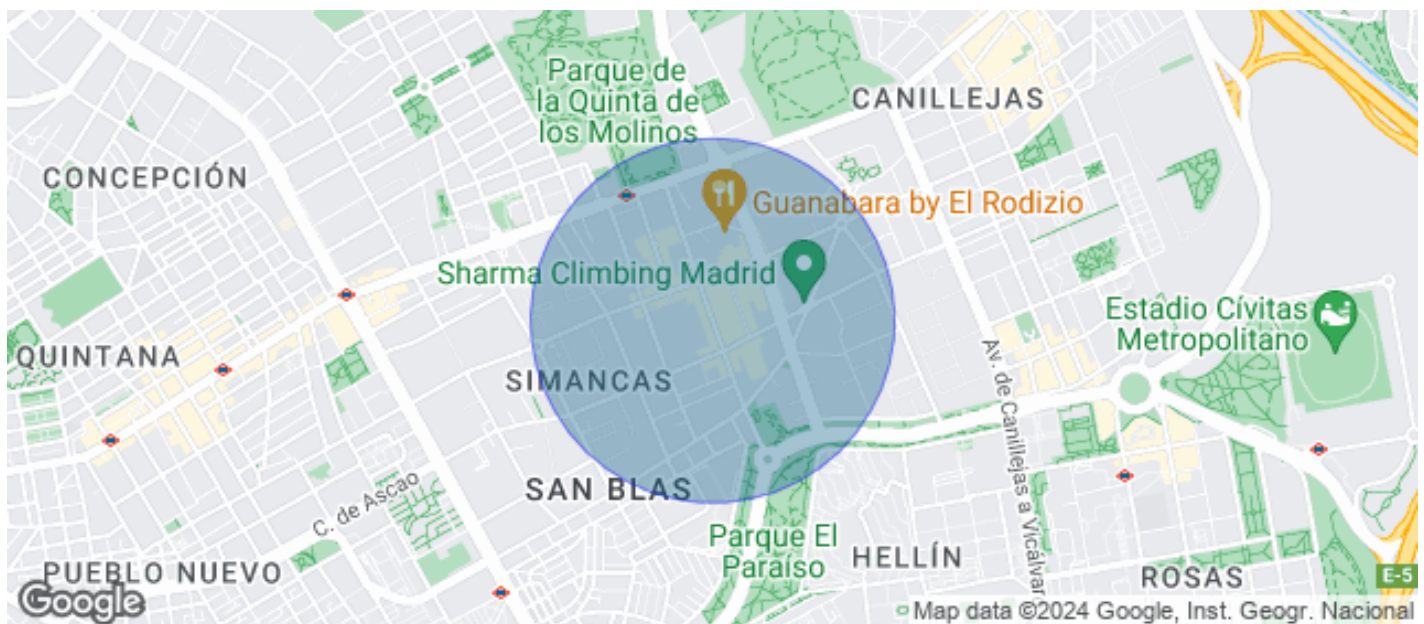 Parque de
la Quinta de
los Molinos
CANILLEJAS
CONCEPCIÓN
Guanabara by El Rodizio
Sharma Climbing Madrid
Estádio Cívitas
Metropolitano
QUINTANA
SIMANCAS
Av. de Canillejas a Vicálvaro
SAN BLAS
C. de Ascao
Parque El
Paraíso
HELLÍN
PUEBLO NUEVO
ROSAS
E-5
Google
Map data ©2024 Google, Inst. Geogr. Nacional